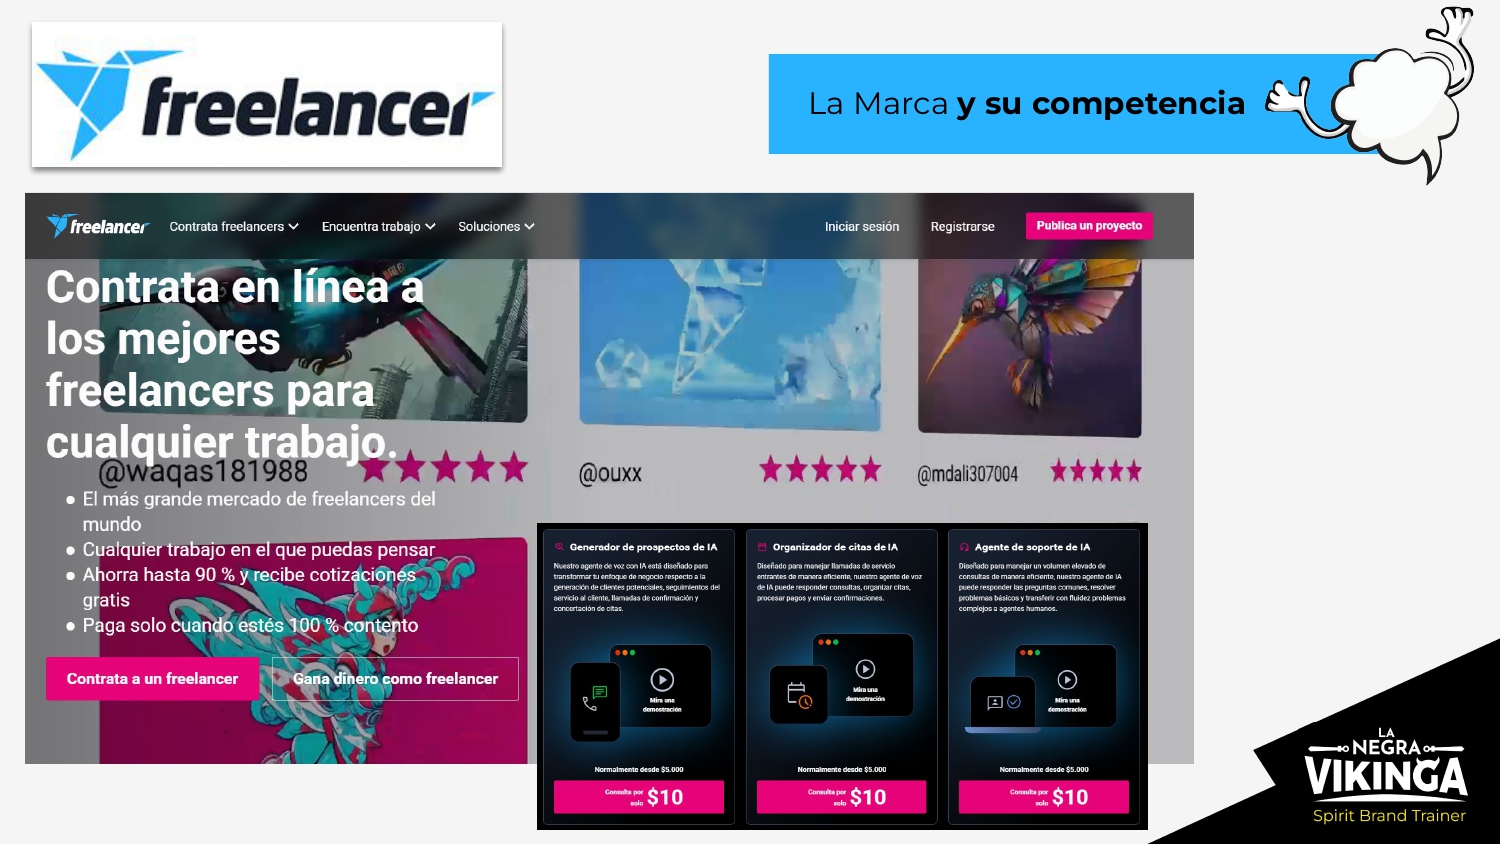 freelancer
La Marca y su competencia
freelancer
Contrata freelancers
Encuentra trabajo
Soluciones
Iniciar sesión
Registrarse
Publica un proyecto
Contrata en línea a
los mejores
freelancers para
cualquier trabajo.
@waqas181988
@ouxx
@mdali307004
● El más grande mercado de freelancers del
mundo
● Cualquier trabajo en el que puedas pensar
● Ahorra hasta 90 % y recibe cotizaciones
gratis
● Paga solo cuando estés 100 % contento
Contrata a un freelancer
Gana dinero como freelancer
Generador de prospectos de IA
Nuestro agente de voz con IA está diseñado para
transformar tu enfoque de negocio respecto a la
generación de clientes potenciales, seguimientos del
servicio al cliente, llamadas de confirmación y
concertación de citas.
Mira una
demostración
Normalmente desde $5.000
Consulta por
solo $10
Organizador de citas de IA
Diseñado para manejar llamadas de servicio
entrantes de manera eficiente, nuestro agente de voz
de IA puede responder consultas, organizar citas,
procesar pagos y enviar confirmaciones.
Mira una
demostración
Normalmente desde $5.000
Consulta por
solo $10
Agente de soporte de IA
Diseñado para manejar un volumen elevado de
consultas de manera eficiente, nuestro agente de IA
puede responder las preguntas comunes, resolver
problemas básicos y transferir con fluidez problemas
complejos a agentes humanos.
Mira una
demostración
Normalmente desde $5.000
Consulta por
solo $10
LA
NEGRA
VIKINGA
Spirit Brand Trainer